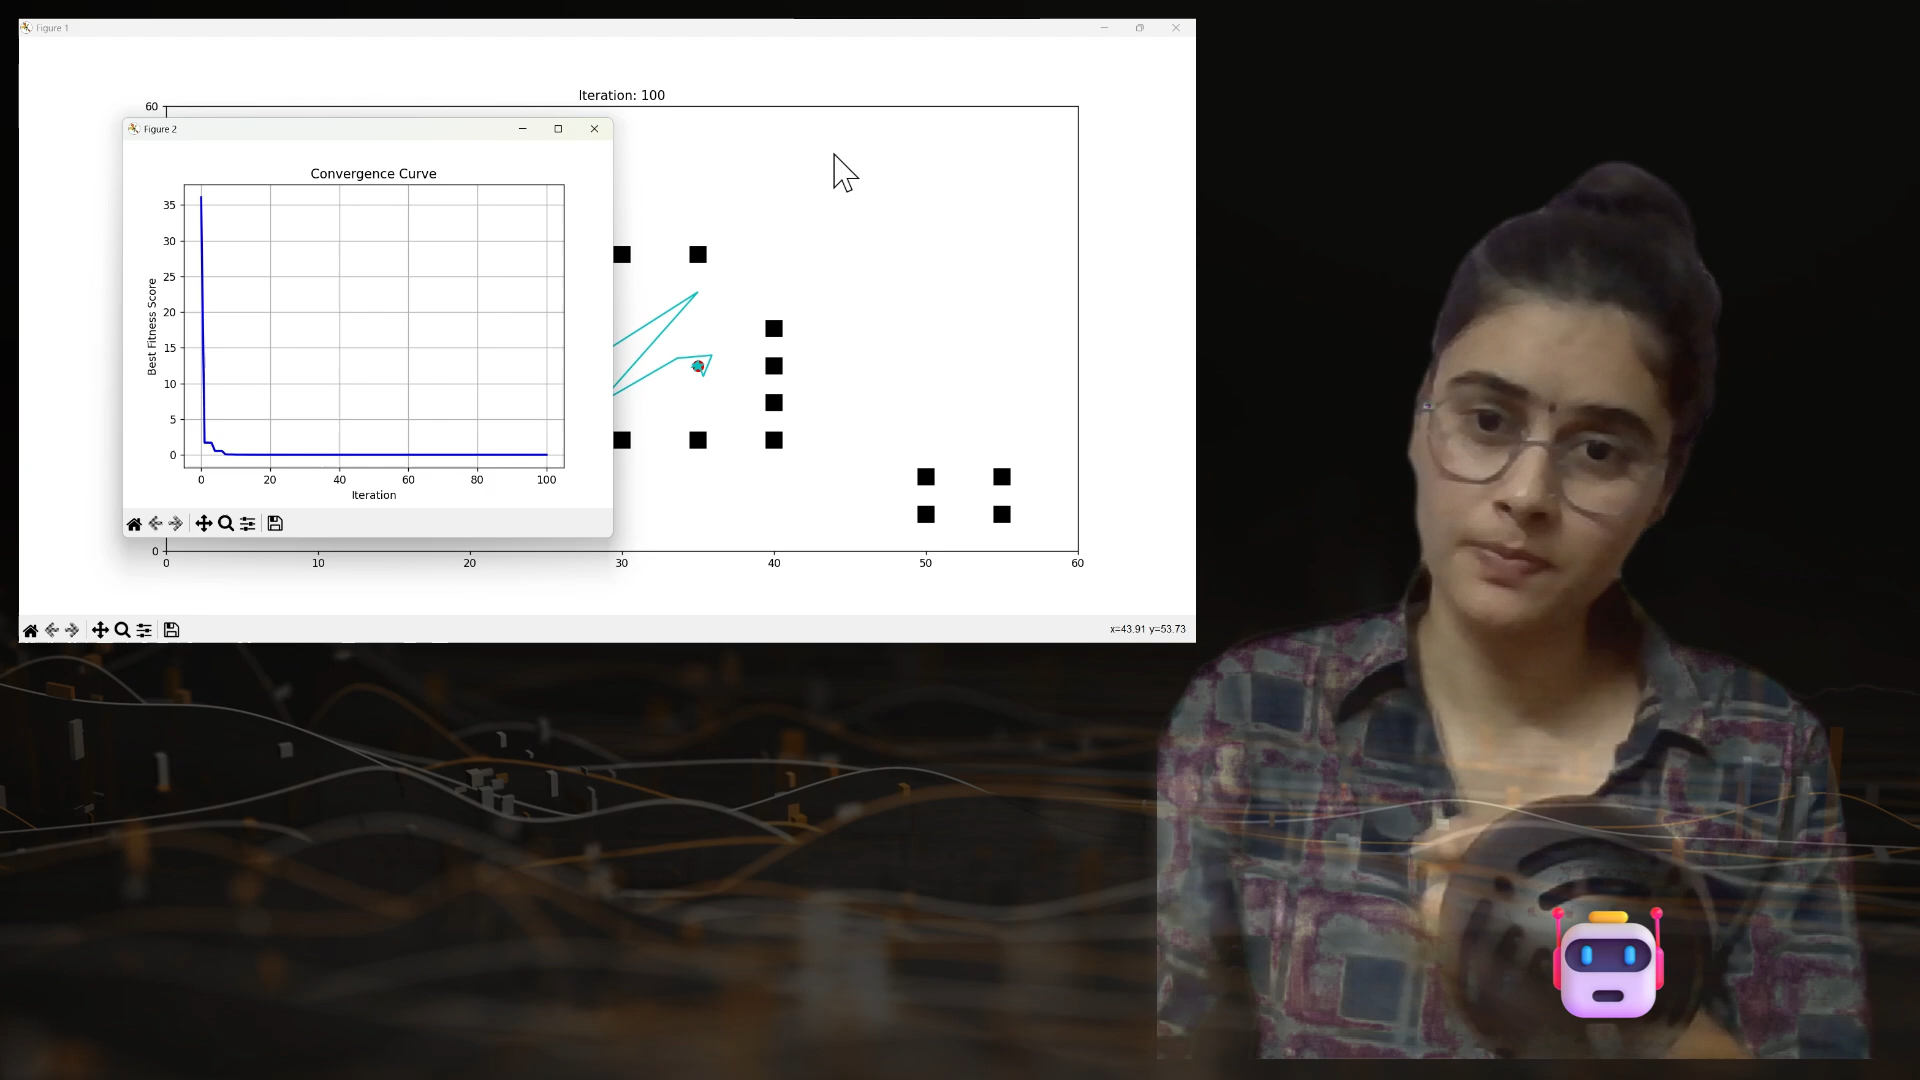 Figure 1
Iteration: 100
60
Figure 2
Convergence Curve
35
30
25
20
15
10
5
0
Best Fitness Score
0 20 40 60 80 100
Iteration
0
0 10 20 30 40 50 60
x=43.91 y=53.73